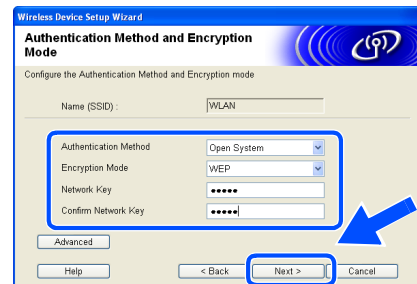 Wireless Device Setup Wizard
Authentication Method and Encryption
Mode
Configure the Authentication Method and Encryption mode
Name (SSID) : WLAN
Authentication Method Open System
Encryption Mode WEP
Network Key •••••
Confirm Network Key •••••
Advanced
Help < Back Next > Cancel